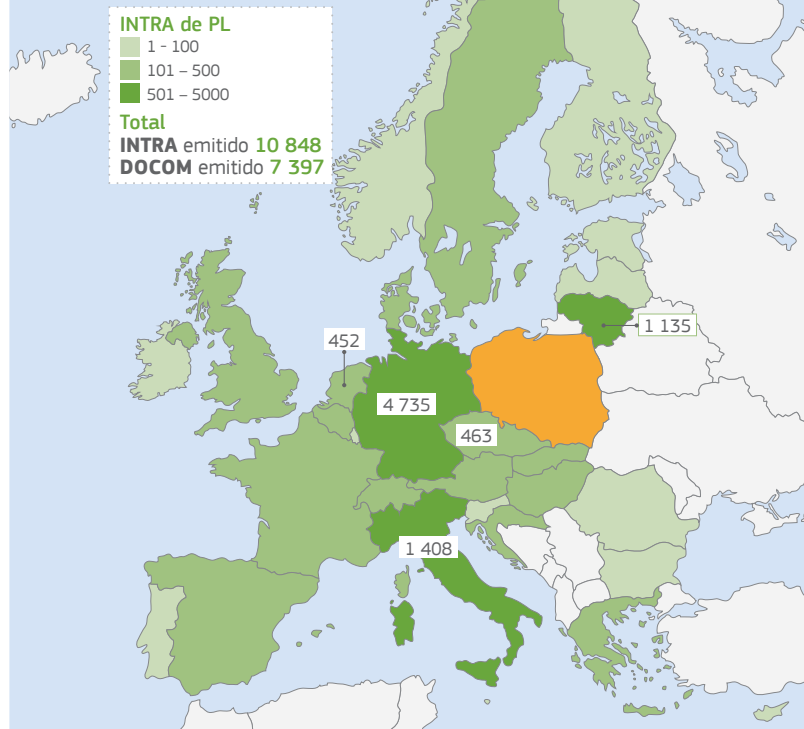 INTRA de PL
1 - 100
101 – 500
501 – 5000
Total
INTRA emitido 10 848
DOCOM emitido 7 397
1 135
452
4 735
463
1 408